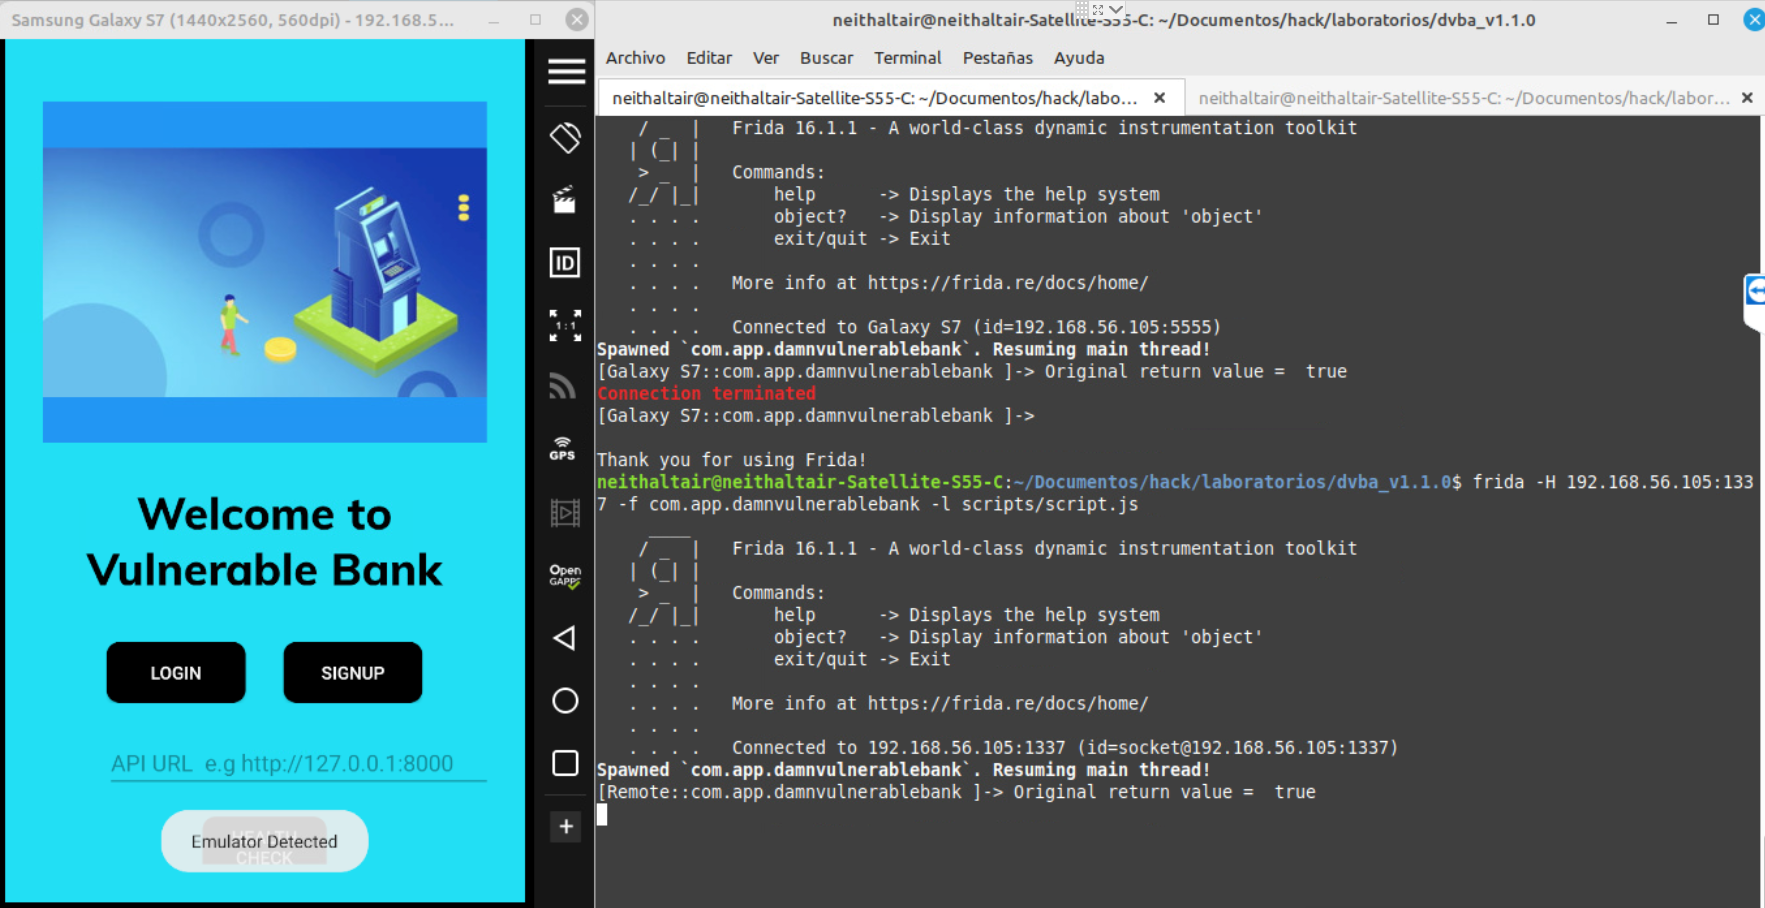 Samsung Galaxy S7 (1440x2560, 560dpi) - 192.168.5...
Welcome to
Vulnerable Bank
LOGIN
SIGNUP
API URL  e.g http://127.0.0.1:8000
HEALTH
CHECK
Emulator Detected
ID
1:1
GPS
Open
GAPPS
neithaltair@neithaltair-Satellite-S55-C: ~/Documentos/hack/laboratorios/dvba_v1.1.0
Archivo Editar Ver Buscar Terminal Pestañas Ayuda
neithaltair@neithaltair-Satellite-S55-C: ~/Documentos/hack/labo...
neithaltair@neithaltair-Satellite-S55-C: ~/Documentos/hack/labor...
    / _  |   Frida 16.1.1 - A world-class dynamic instrumentation toolkit
   | (_| |
    > _  |   Commands:
   /_/ |_|       help      -> Displays the help system
   . . . .       object?   -> Display information about 'object'
   . . . .       exit/quit -> Exit
   . . . .
   . . . .   More info at https://frida.re/docs/home/
   . . . .
   . . . .   Connected to Galaxy S7 (id=192.168.56.105:5555)
Spawned `com.app.damnvulnerablebank`. Resuming main thread!
[Galaxy S7::com.app.damnvulnerablebank ]-> Original return value =  true
Connection terminated
[Galaxy S7::com.app.damnvulnerablebank ]->
Thank you for using Frida!
neithaltair@neithaltair-Satellite-S55-C:~/Documentos/hack/laboratorios/dvba_v1.1.0$ frida -H 192.168.56.105:133
7 -f com.app.damnvulnerablebank -l scripts/script.js
     ____
    / _  |   Frida 16.1.1 - A world-class dynamic instrumentation toolkit
   | (_| |
    > _  |   Commands:
   /_/ |_|       help      -> Displays the help system
   . . . .       object?   -> Display information about 'object'
   . . . .       exit/quit -> Exit
   . . . .
   . . . .   More info at https://frida.re/docs/home/
   . . . .
   . . . .   Connected to 192.168.56.105:1337 (id=socket@192.168.56.105:1337)
Spawned `com.app.damnvulnerablebank`. Resuming main thread!
[Remote::com.app.damnvulnerablebank ]-> Original return value =  true